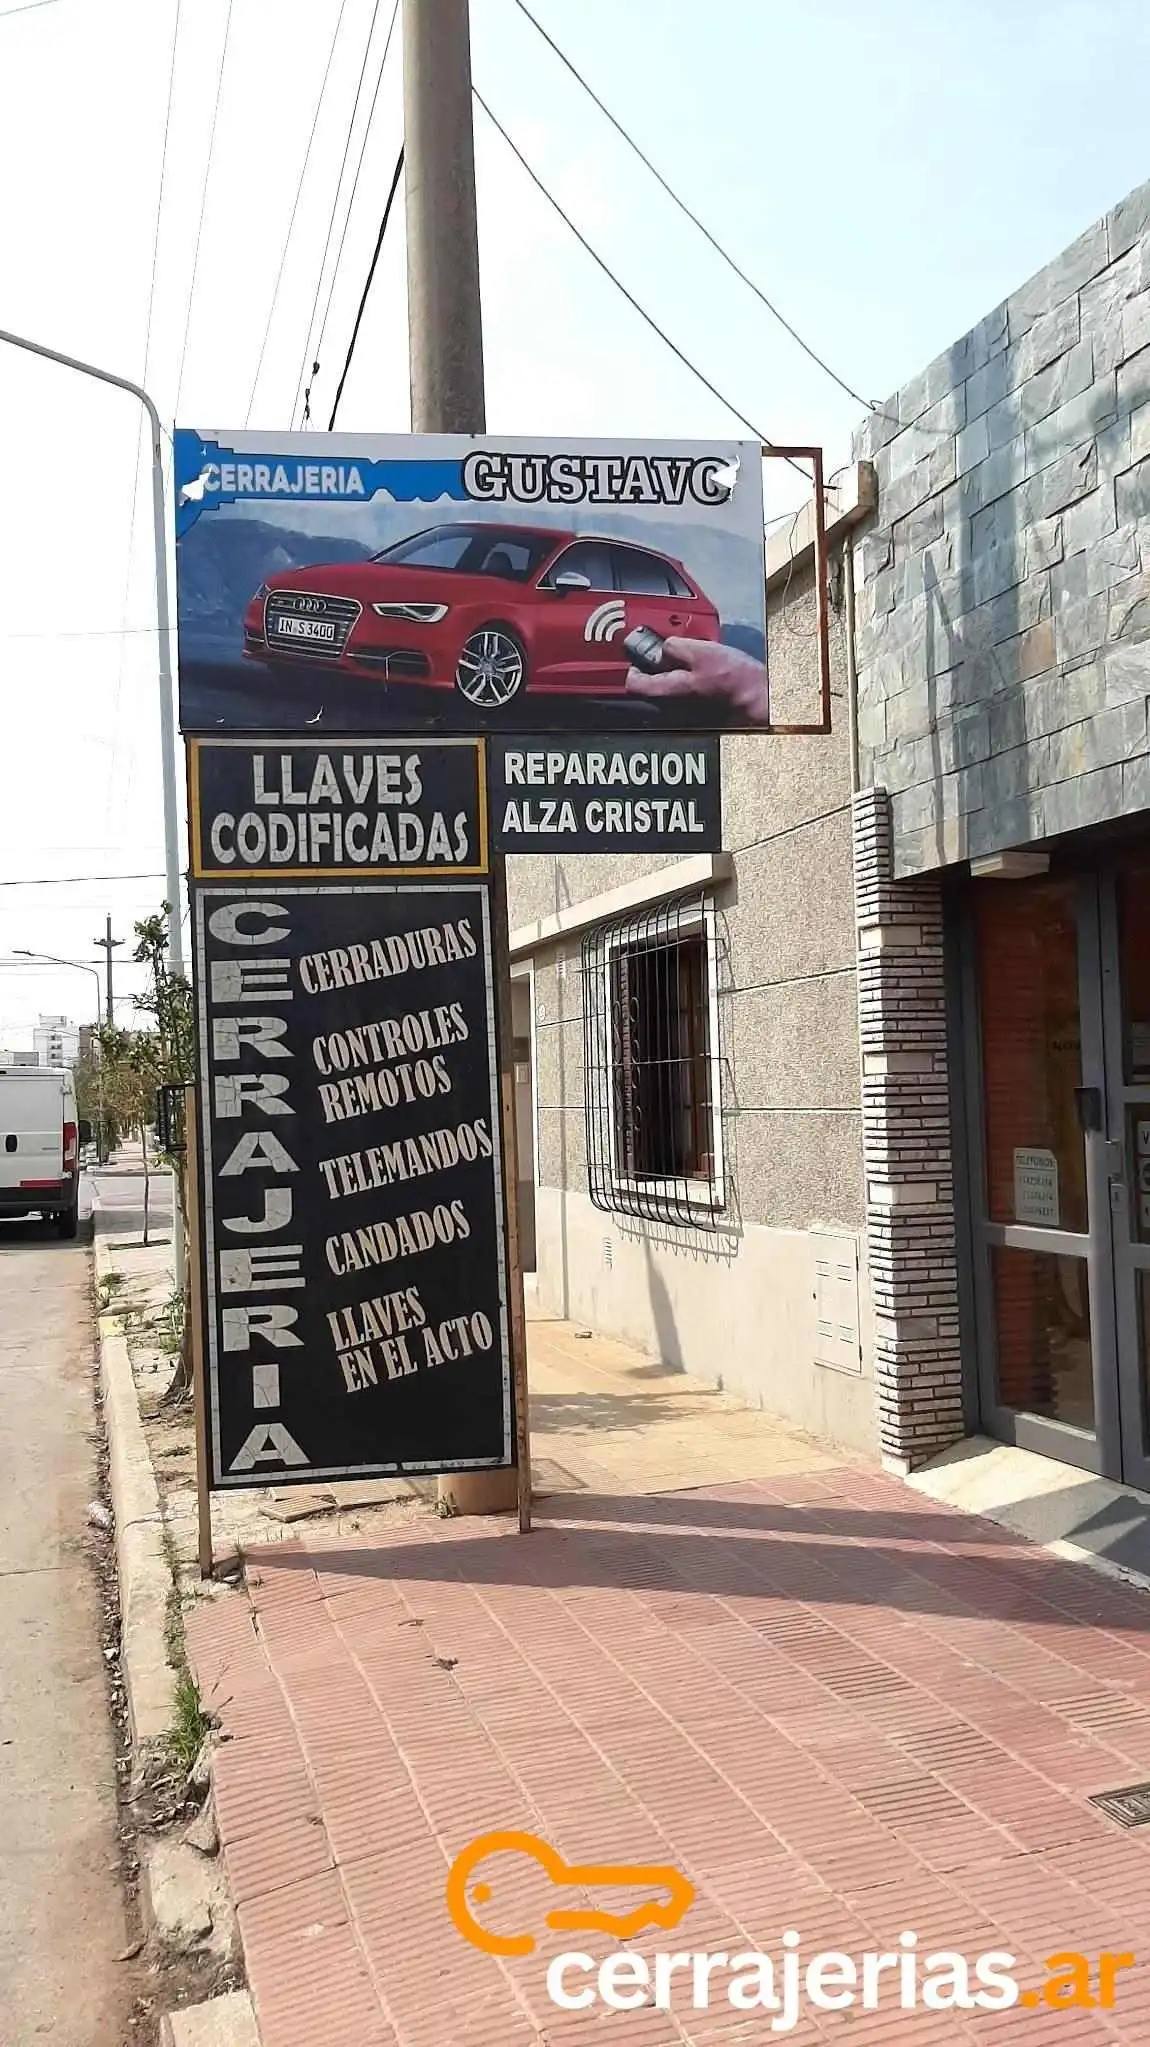 CERRAJERIA GUSTAVO
IN S 3400
LLAVES
CODIFICADAS
REPARACION
ALZA CRISTAL
CERRAJERIA
CERRADURAS
CONTROLES
REMOTOS
TELEMANDOS
CANDADOS
LLAVES
EN EL ACTO
cerrajerias.ar